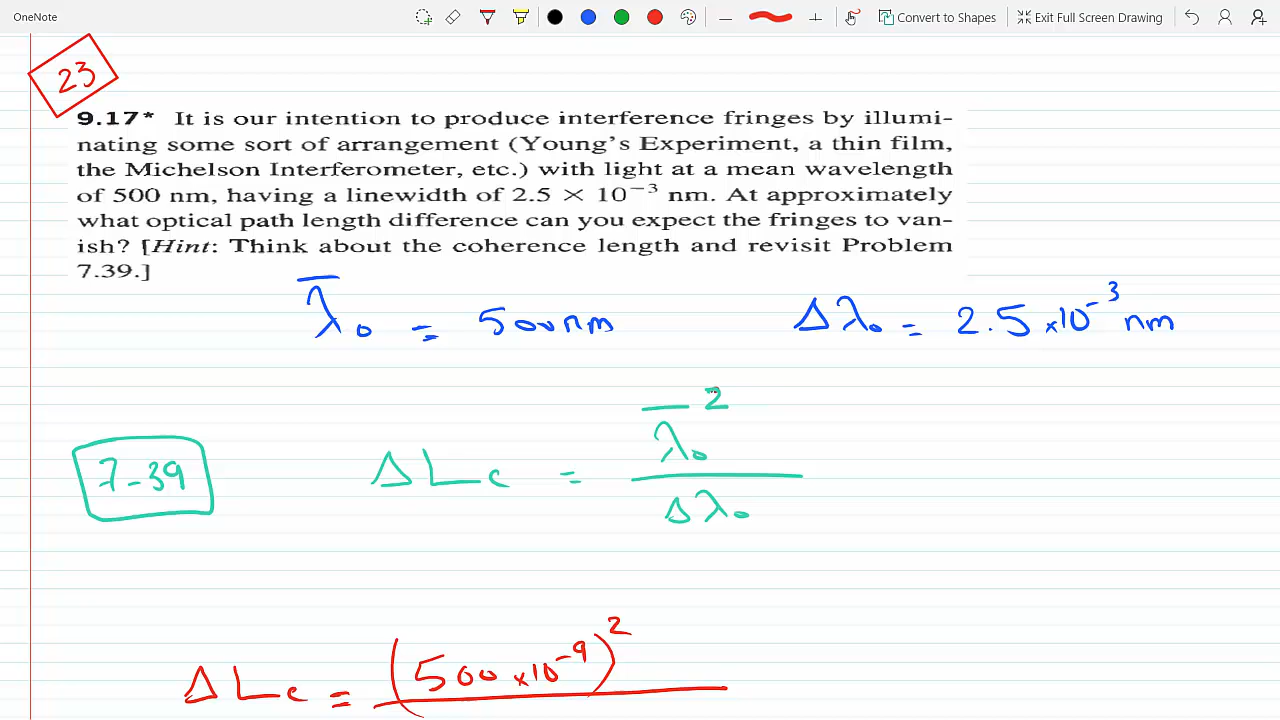 OneNote
Convert to Shapes
Exit Full Screen Drawing
23
9.17* It is our intention to produce interference fringes by illumi-
nating some sort of arrangement (Young's Experiment, a thin film,
the Michelson Interferometer, etc.) with light at a mean wavelength
of 500 nm, having a linewidth of 2.5 × 10⁻³ nm. At approximately
what optical path length difference can you expect the fringes to van-
ish? [Hint: Think about the coherence length and revisit Problem
7.39.]
λ̄₀ = 500nm Δλ₀ = 2.5 ×10⁻³ nm
7-39 ΔLc = λ̄₀² / Δλ₀
ΔLc = (500 ×10⁻⁹)²